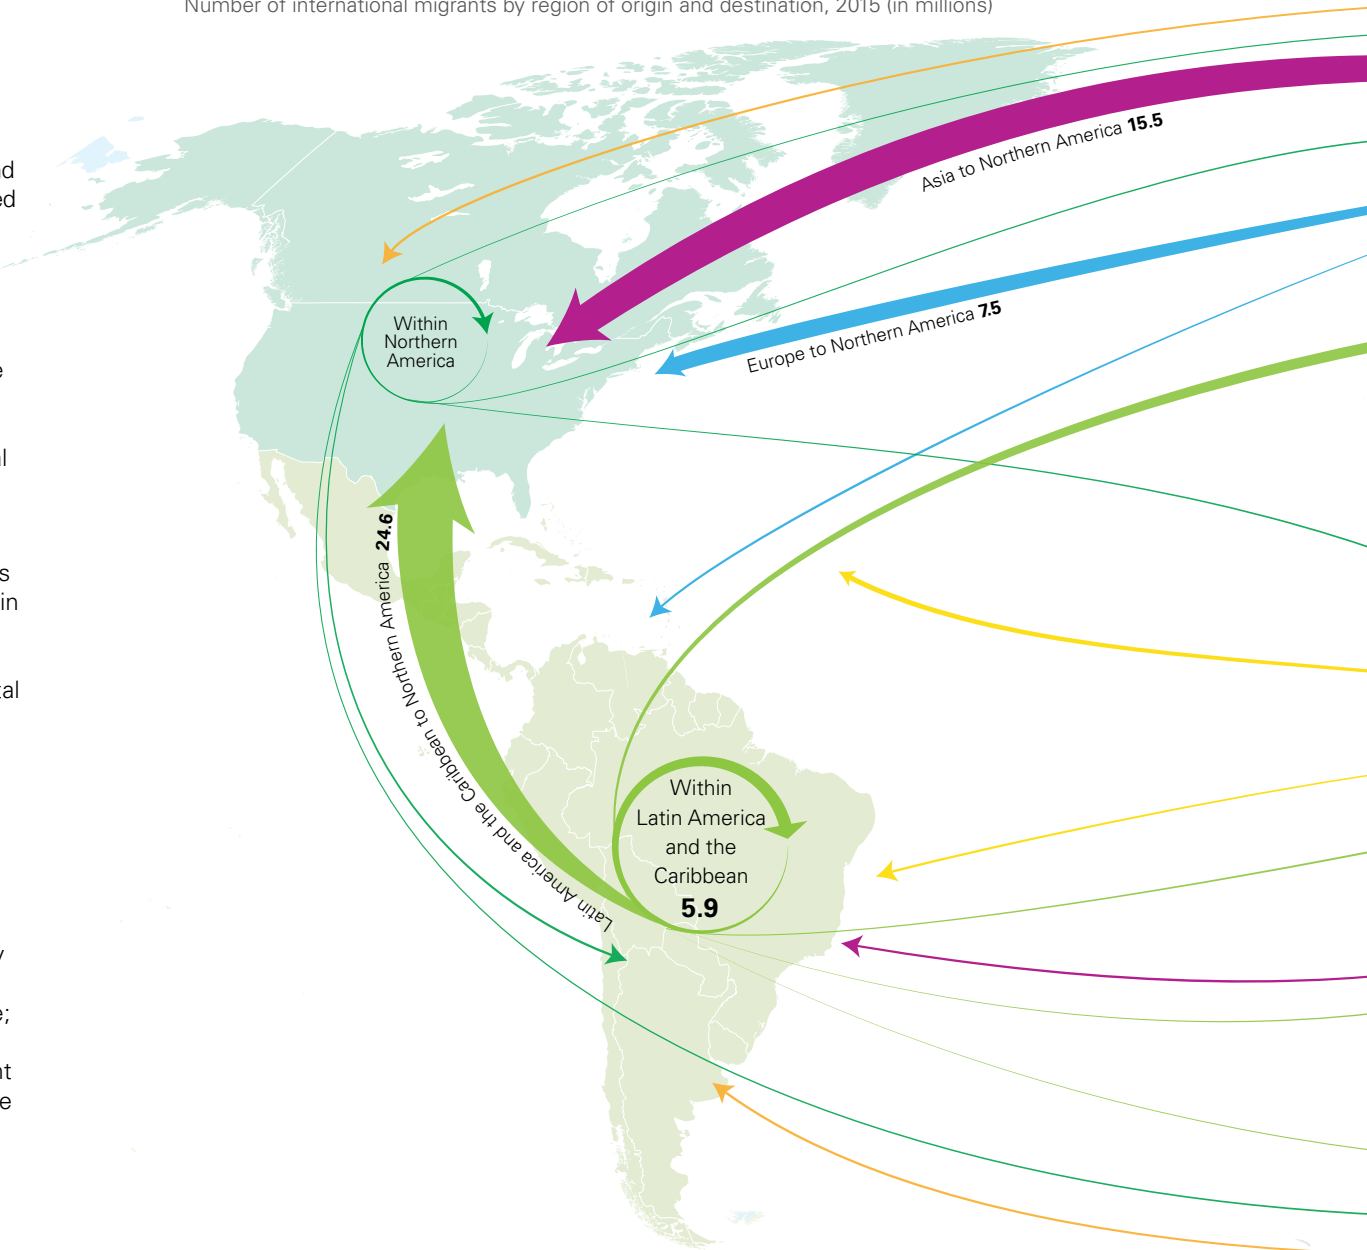 Number of international migrants by region of origin and destination, 2015 (in millions)
Asia to Northern America 15.5
Europe to Northern America 7.5
Within
Northern
America
Latin America and the Caribbean to Northern America 24.6
Within
Latin America
and the
Caribbean
5.9